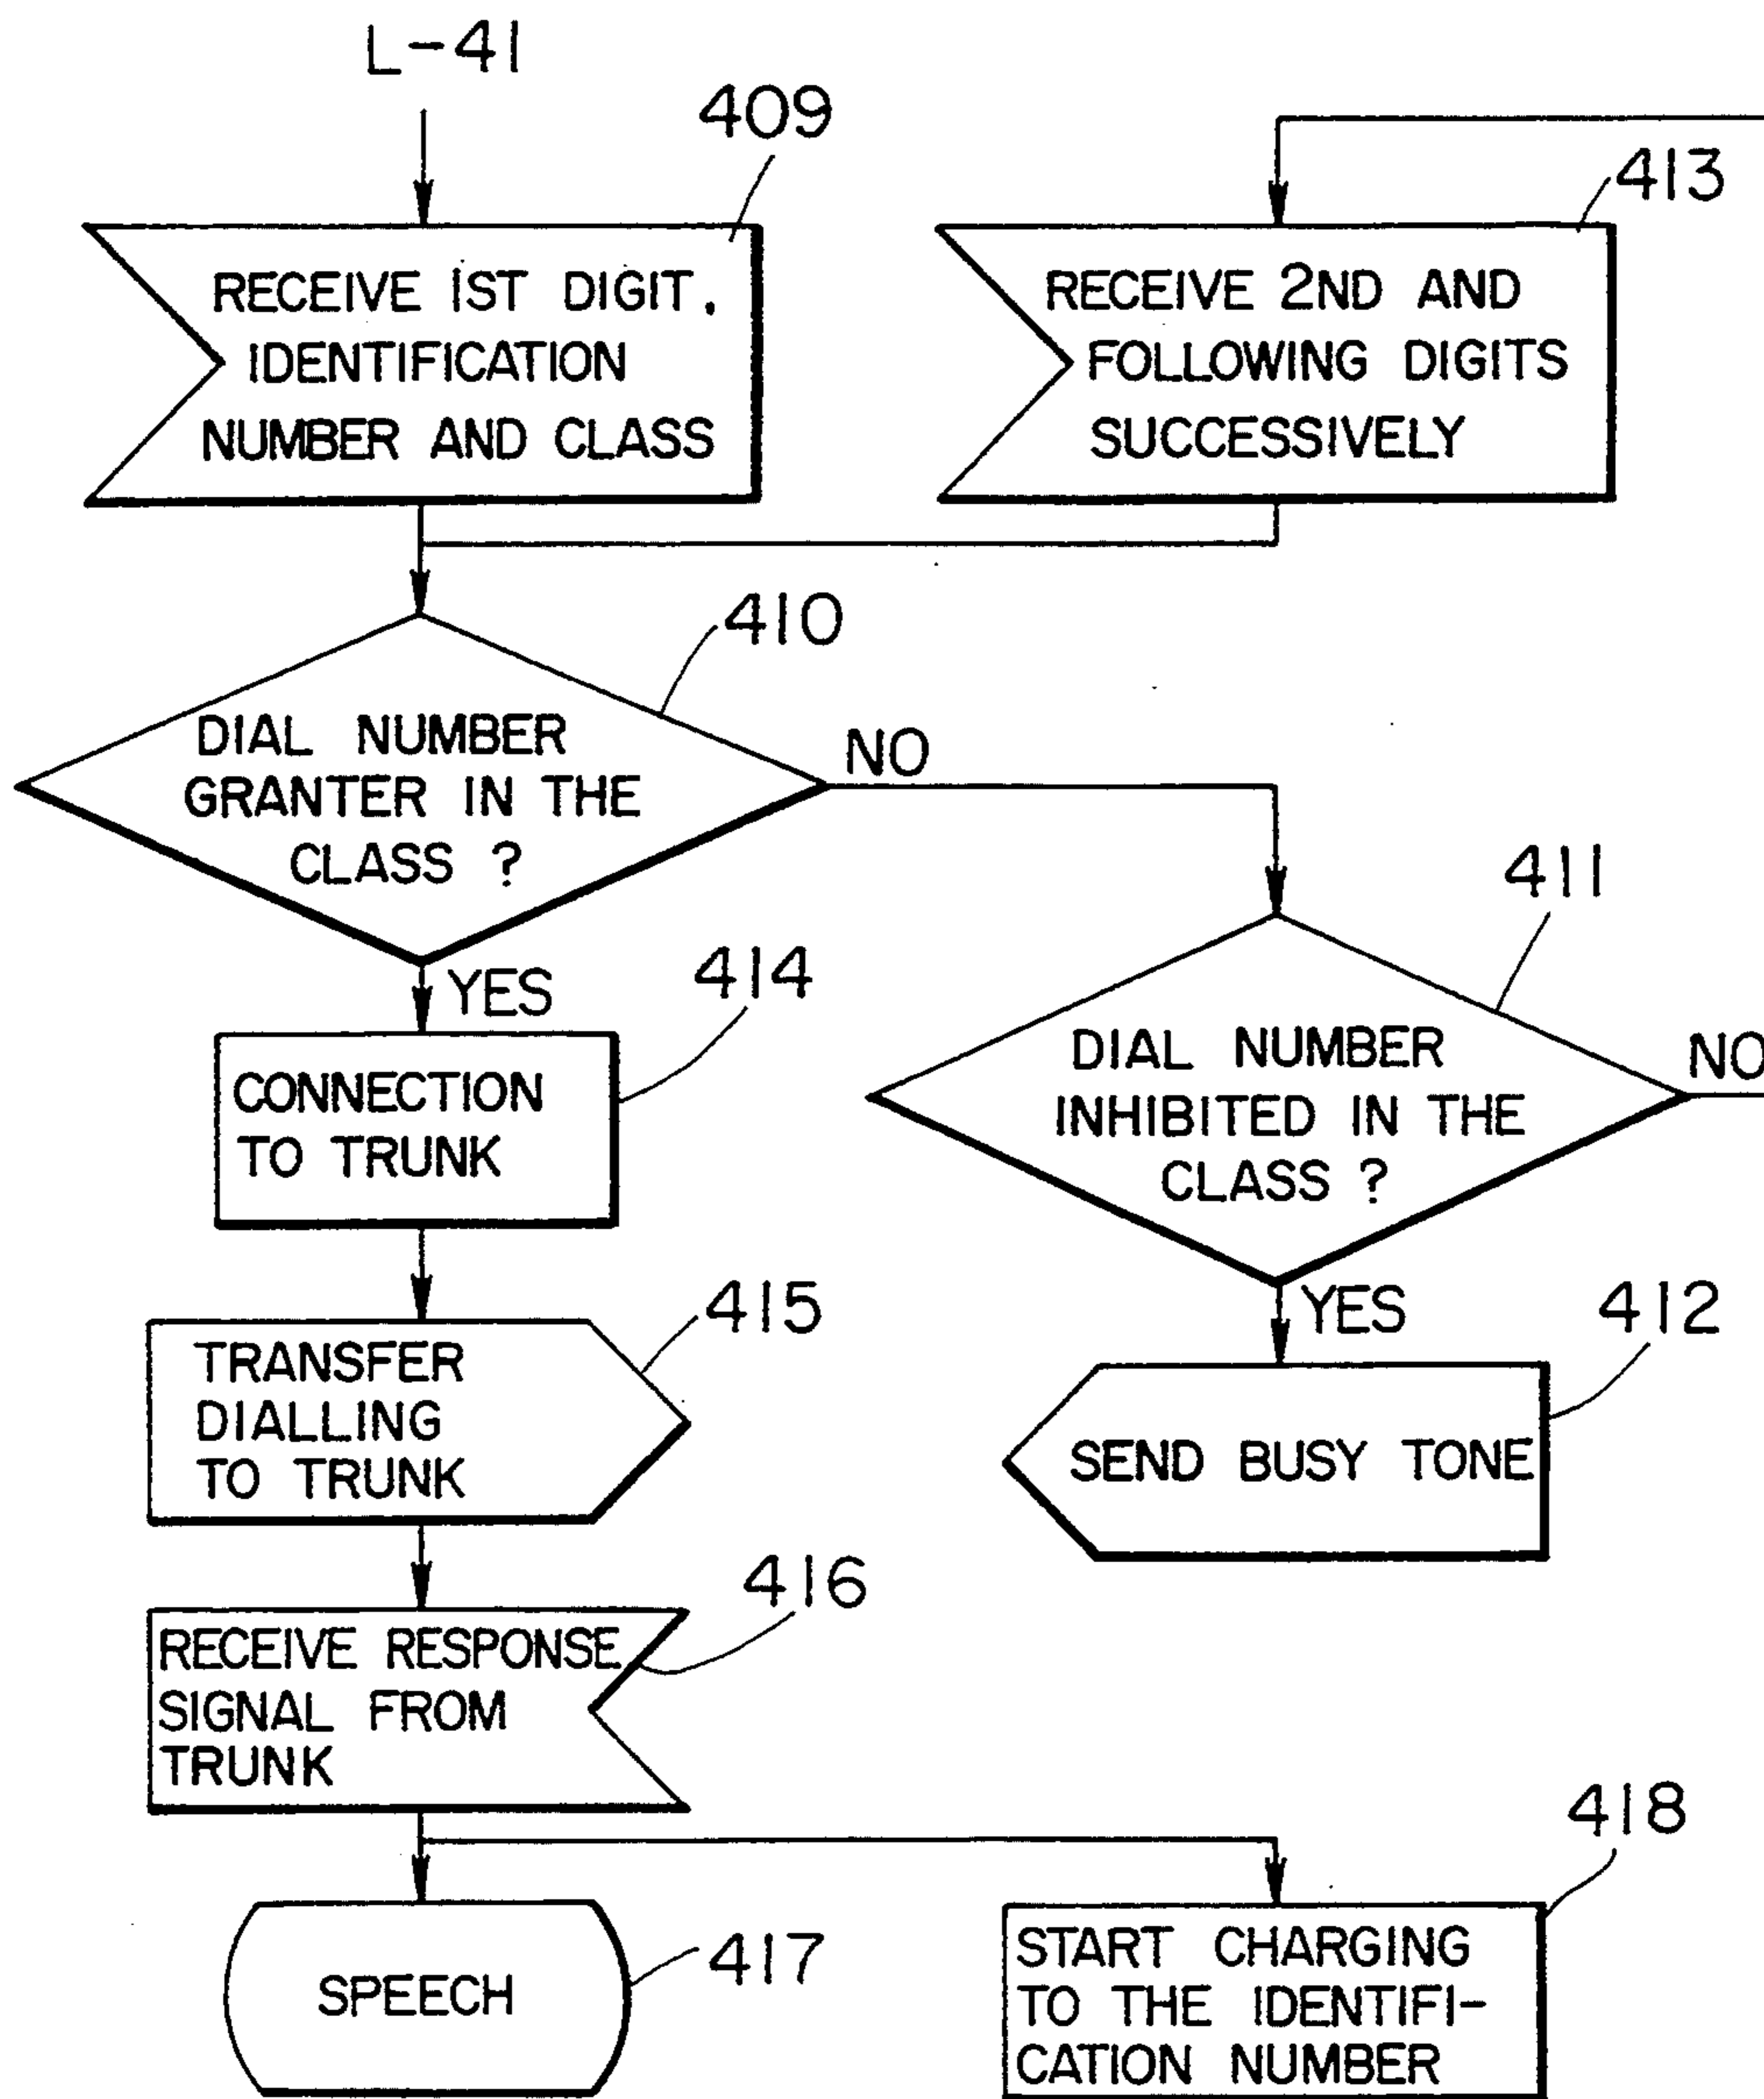 L-41
409
RECEIVE 1ST DIGIT,
IDENTIFICATION
NUMBER AND CLASS
413
RECEIVE 2ND AND
FOLLOWING DIGITS
SUCCESSIVELY
410
DIAL NUMBER
GRANTER IN THE
CLASS ?
NO
YES
411
DIAL NUMBER
INHIBITED IN THE
CLASS ?
NO
YES
414
CONNECTION
TO TRUNK
412
SEND BUSY TONE
415
TRANSFER
DIALLING
TO TRUNK
416
RECEIVE RESPONSE
SIGNAL FROM
TRUNK
417
SPEECH
418
START CHARGING
TO THE IDENTIFI-
CATION NUMBER